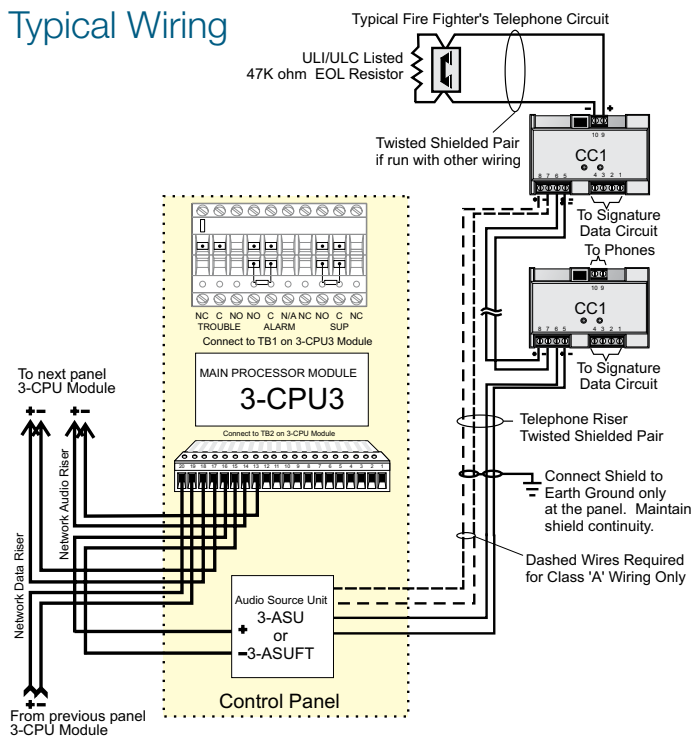 Typical Wiring
Typical Fire Fighter's Telephone Circuit
ULI/ULC Listed
47K ohm EOL Resistor
- +
Twisted Shielded Pair
if run with other wiring
10 9
CC1
8 7 6 5 4 3 2 1
+ - + -
To Signature
Data Circuit
To Phones
10 9
CC1
8 7 6 5 4 3 2 1
+ - + -
To Signature
Data Circuit
NC C NO NO C N/A NC NO C NC
TROUBLE ALARM SUP
Connect to TB1 on 3-CPU3 Module
MAIN PROCESSOR MODULE
3-CPU3
Connect to TB2 on 3-CPU Module
20 19 18 17 16 15 14 13 12 11 10 9 8 7 6 5 4 3 2 1
To next panel
3-CPU Module
+ - + -
Network Data Riser
Network Audio Riser
Telephone Riser
Twisted Shielded Pair
Connect Shield to
Earth Ground only
at the panel. Maintain
shield continuity.
Dashed Wires Required
for Class 'A' Wiring Only
Audio Source Unit
3-ASU
+ or
- 3-ASUFT
Control Panel
+ -
From previous panel
3-CPU Module